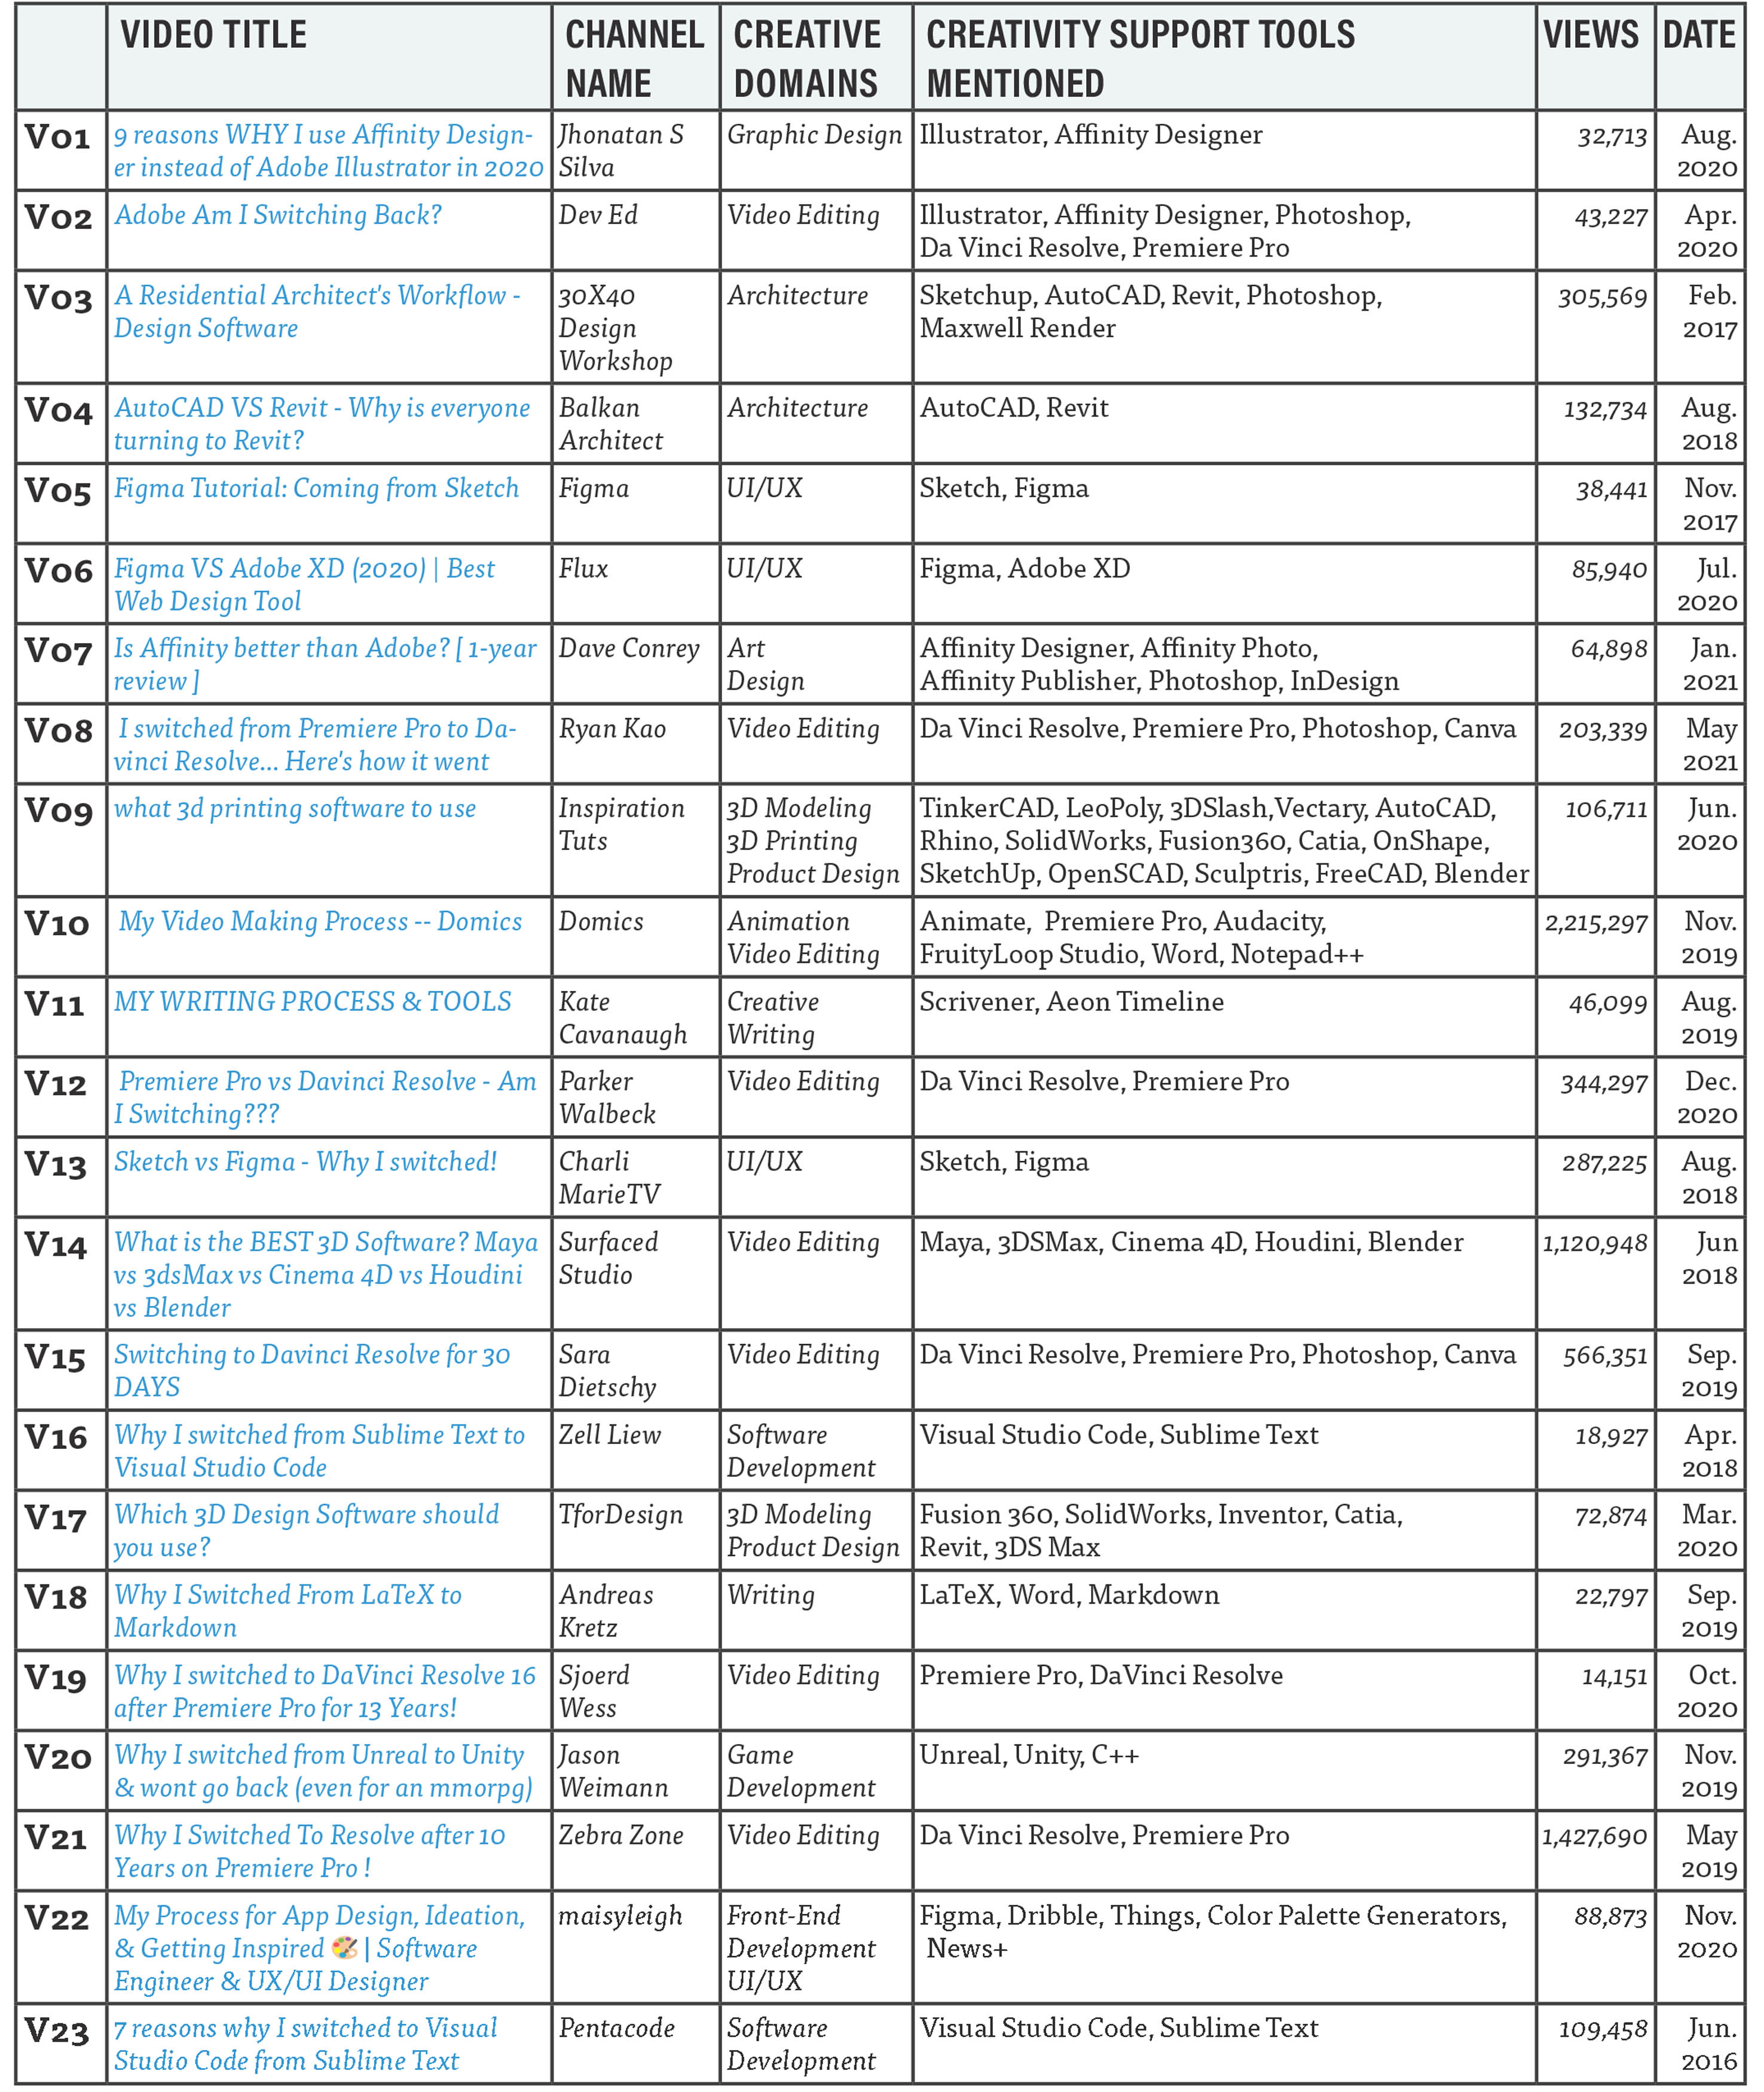 VIDEO TITLE CHANNEL NAME CREATIVE DOMAINS CREATIVITY SUPPORT TOOLS MENTIONED VIEWS DATE
V01
9 reasons WHY I use Affinity Design-
er instead of Adobe Illustrator in 2020
Jhonatan S
Silva
Graphic Design
Illustrator, Affinity Designer
32,713
Aug.
2020
V02
Adobe Am I Switching Back?
Dev Ed
Video Editing
Illustrator, Affinity Designer, Photoshop,
Da Vinci Resolve, Premiere Pro
43,227
Apr.
2020
V03
A Residential Architect's Workflow -
Design Software
30X40
Design
Workshop
Architecture
Sketchup, AutoCAD, Revit, Photoshop,
Maxwell Render
305,569
Feb.
2017
V04
AutoCAD VS Revit - Why is everyone
turning to Revit?
Balkan
Architect
Architecture
AutoCAD, Revit
132,734
Aug.
2018
V05
Figma Tutorial: Coming from Sketch
Figma
UI/UX
Sketch, Figma
38,441
Nov.
2017
V06
Figma VS Adobe XD (2020) | Best
Web Design Tool
Flux
UI/UX
Figma, Adobe XD
85,940
Jul.
2020
V07
Is Affinity better than Adobe? [ 1-year
review ]
Dave Conrey
Art
Design
Affinity Designer, Affinity Photo,
Affinity Publisher, Photoshop, InDesign
64,898
Jan.
2021
V08
I switched from Premiere Pro to Da-
vinci Resolve... Here's how it went
Ryan Kao
Video Editing
Da Vinci Resolve, Premiere Pro, Photoshop, Canva
203,339
May
2021
V09
what 3d printing software to use
Inspiration
Tuts
3D Modeling
3D Printing
Product Design
TinkerCAD, LeoPoly, 3DSlash,Vectary, AutoCAD,
Rhino, SolidWorks, Fusion360, Catia, OnShape,
SketchUp, OpenSCAD, Sculptris, FreeCAD, Blender
106,711
Jun.
2020
V10
My Video Making Process -- Domics
Domics
Animation
Video Editing
Animate, Premiere Pro, Audacity,
FruityLoop Studio, Word, Notepad++
2,215,297
Nov.
2019
V11
MY WRITING PROCESS & TOOLS
Kate
Cavanaugh
Creative
Writing
Scrivener, Aeon Timeline
46,099
Aug.
2019
V12
Premiere Pro vs Davinci Resolve - Am
I Switching???
Parker
Walbeck
Video Editing
Da Vinci Resolve, Premiere Pro
344,297
Dec.
2020
V13
Sketch vs Figma - Why I switched!
Charli
MarieTV
UI/UX
Sketch, Figma
287,225
Aug.
2018
V14
What is the BEST 3D Software? Maya
vs 3dsMax vs Cinema 4D vs Houdini
vs Blender
Surfaced
Studio
Video Editing
Maya, 3DSMax, Cinema 4D, Houdini, Blender
1,120,948
Jun
2018
V15
Switching to Davinci Resolve for 30
DAYS
Sara
Dietschy
Video Editing
Da Vinci Resolve, Premiere Pro, Photoshop, Canva
566,351
Sep.
2019
V16
Why I switched from Sublime Text to
Visual Studio Code
Zell Liew
Software
Development
Visual Studio Code, Sublime Text
18,927
Apr.
2018
V17
Which 3D Design Software should
you use?
TforDesign
3D Modeling
Product Design
Fusion 360, SolidWorks, Inventor, Catia,
Revit, 3DS Max
72,874
Mar.
2020
V18
Why I Switched From LaTeX to
Markdown
Andreas
Kretz
Writing
LaTeX, Word, Markdown
22,797
Sep.
2019
V19
Why I switched to DaVinci Resolve 16
after Premiere Pro for 13 Years!
Sjoerd
Wess
Video Editing
Premiere Pro, DaVinci Resolve
14,151
Oct.
2020
V20
Why I switched from Unreal to Unity
& wont go back (even for an mmorpg)
Jason
Weimann
Game
Development
Unreal, Unity, C++
291,367
Nov.
2019
V21
Why I Switched To Resolve after 10
Years on Premiere Pro !
Zebra Zone
Video Editing
Da Vinci Resolve, Premiere Pro
1,427,690
May
2019
V22
My Process for App Design, Ideation,
& Getting Inspired 🎨 | Software
Engineer & UX/UI Designer
maisyleigh
Front-End
Development
UI/UX
Figma, Dribble, Things, Color Palette Generators,
News+
88,873
Nov.
2020
V23
7 reasons why I switched to Visual
Studio Code from Sublime Text
Pentacode
Software
Development
Visual Studio Code, Sublime Text
109,458
Jun.
2016